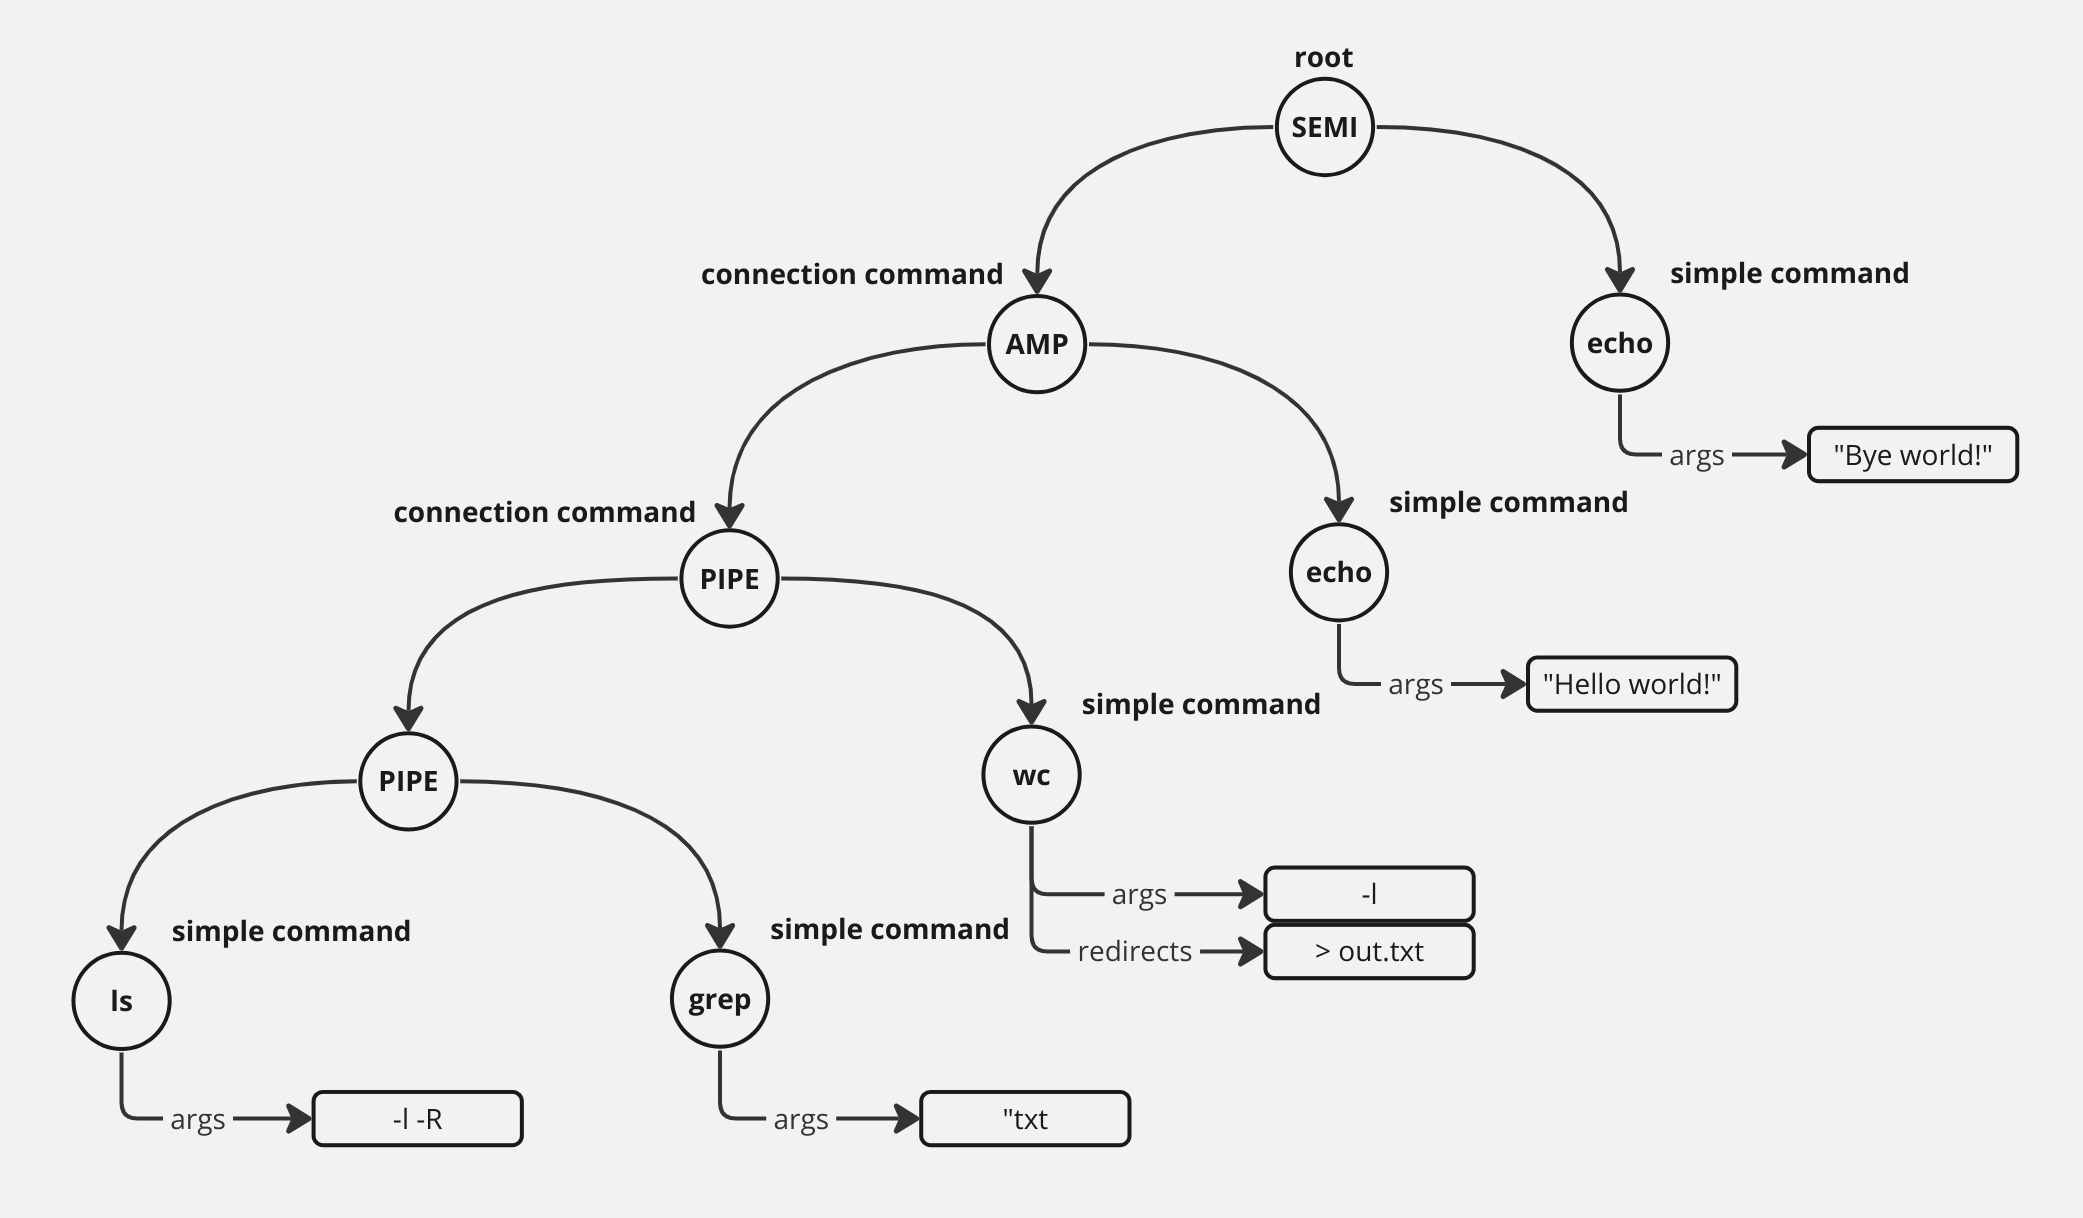 root
SEMI
connection command
simple command
AMP
echo
args
"Bye world!"
connection command
simple command
PIPE
echo
args
"Hello world!"
simple command
PIPE
wc
args
-l
redirects
> out.txt
simple command
simple command
ls
grep
args
-l -R
args
"txt